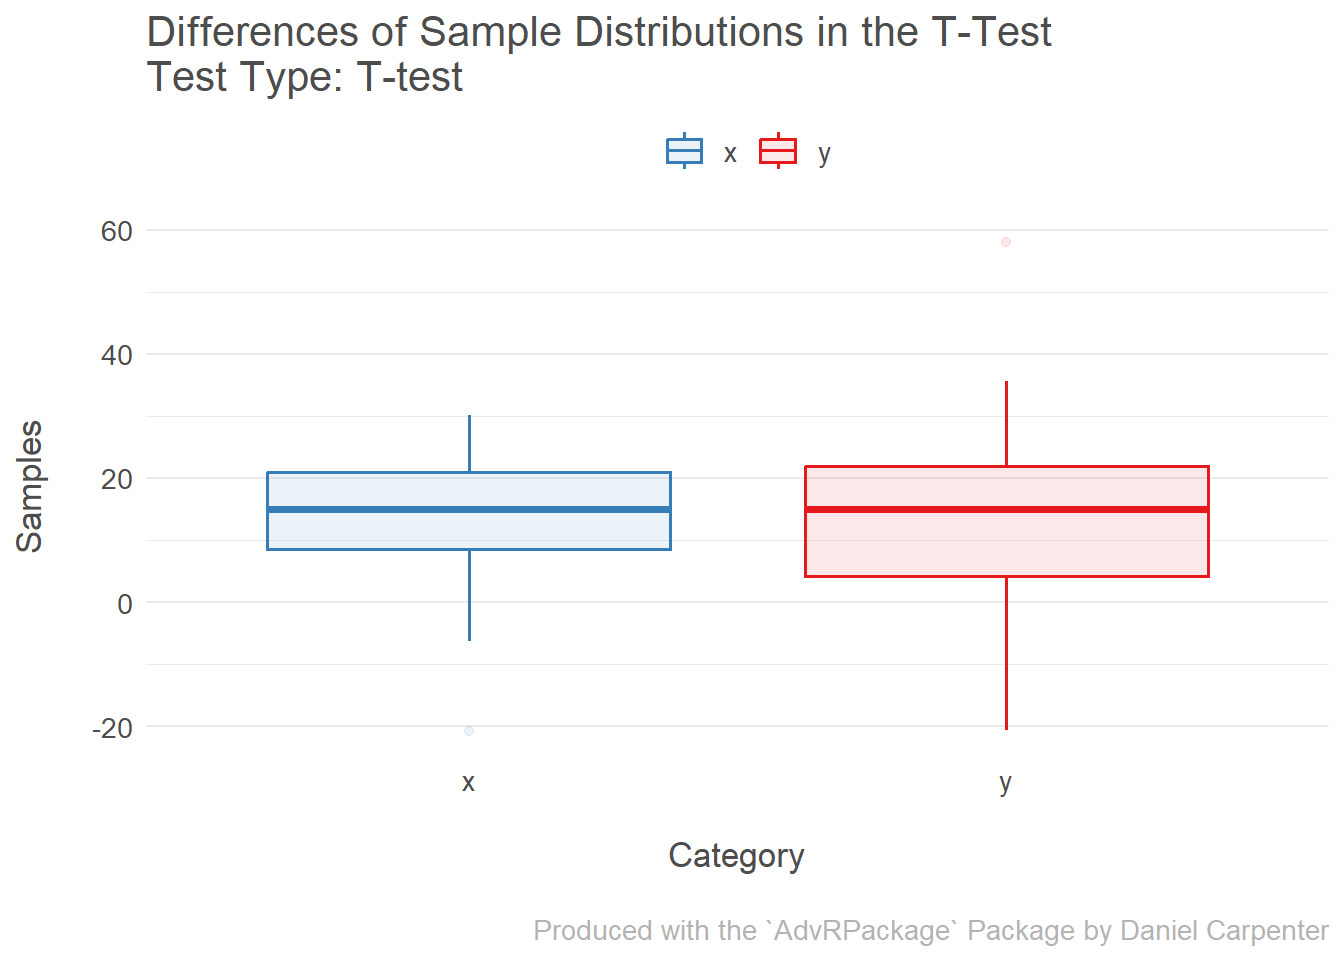 Differences of Sample Distributions in the T-Test
Test Type: T-test
x y
60
40
20
0
-20
Samples
x y
Category
Produced with the `AdvRPackage` Package by Daniel Carpenter